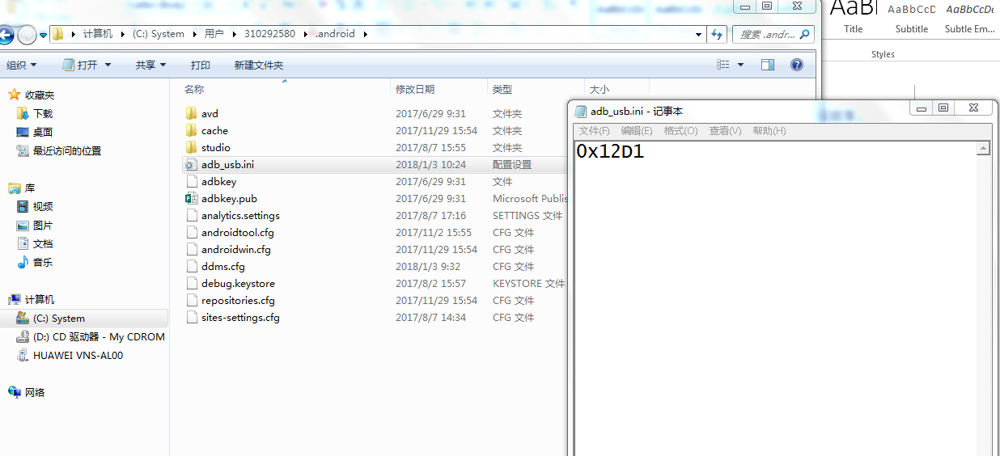 AaBl AaBbCcD AaBbCcDc
Title Subtitle Subtle Em...
Styles
计算机 (C:) System 用户 310292580 .android 搜索 .andr...
组织 打开 共享 打印 新建文件夹
名称 修改日期 类型 大小
收藏夹
下载
桌面
最近访问的位置
库
视频
图片
文档
音乐
计算机
(C:) System
(D:) CD 驱动器 - My CDROM
HUAWEI VNS-AL00
网络
avd 2017/6/29 9:31 文件夹
cache 2017/11/29 15:54 文件夹
studio 2017/8/7 15:55 文件夹
adb_usb.ini 2018/1/3 10:24 配置设置
adbkey 2017/6/29 9:31 文件
adbkey.pub 2017/6/29 9:31 Microsoft Publis
analytics.settings 2017/8/7 17:16 SETTINGS 文件
androidtool.cfg 2017/11/2 15:55 CFG 文件
androidwin.cfg 2017/11/29 15:54 CFG 文件
ddms.cfg 2018/1/3 9:32 CFG 文件
debug.keystore 2017/8/2 15:57 KEYSTORE 文件
repositories.cfg 2017/11/29 15:54 CFG 文件
sites-settings.cfg 2017/8/7 14:34 CFG 文件
adb_usb.ini - 记事本
文件(F) 编辑(E) 格式(O) 查看(V) 帮助(H)
0x12D1